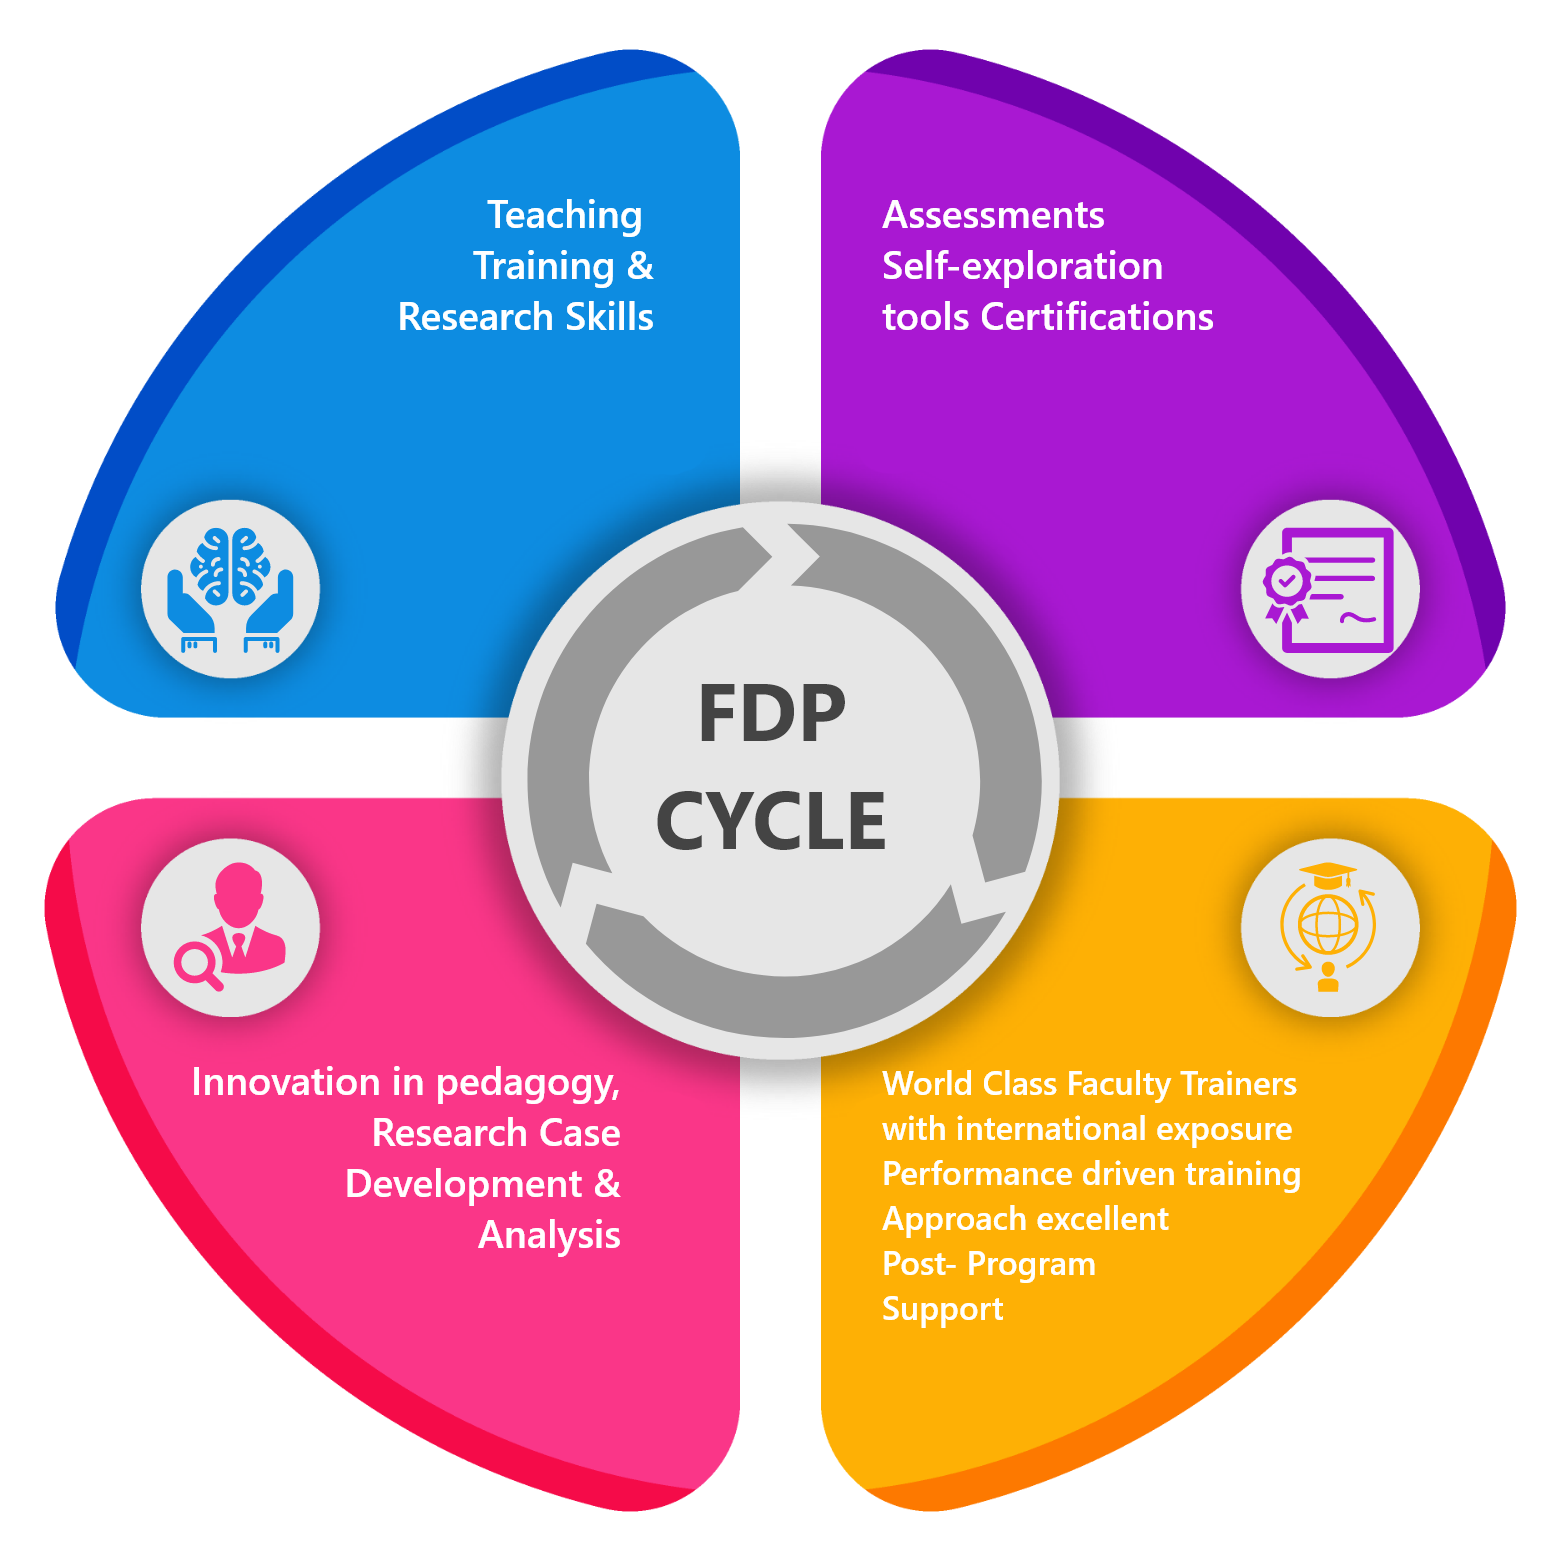 Teaching
Training &
Research Skills
Assessments
Self-exploration
tools Certifications
FDP
CYCLE
Innovation in pedagogy,
Research Case
Development &
Analysis
World Class Faculty Trainers
with international exposure
Performance driven training
Approach excellent
Post- Program
Support